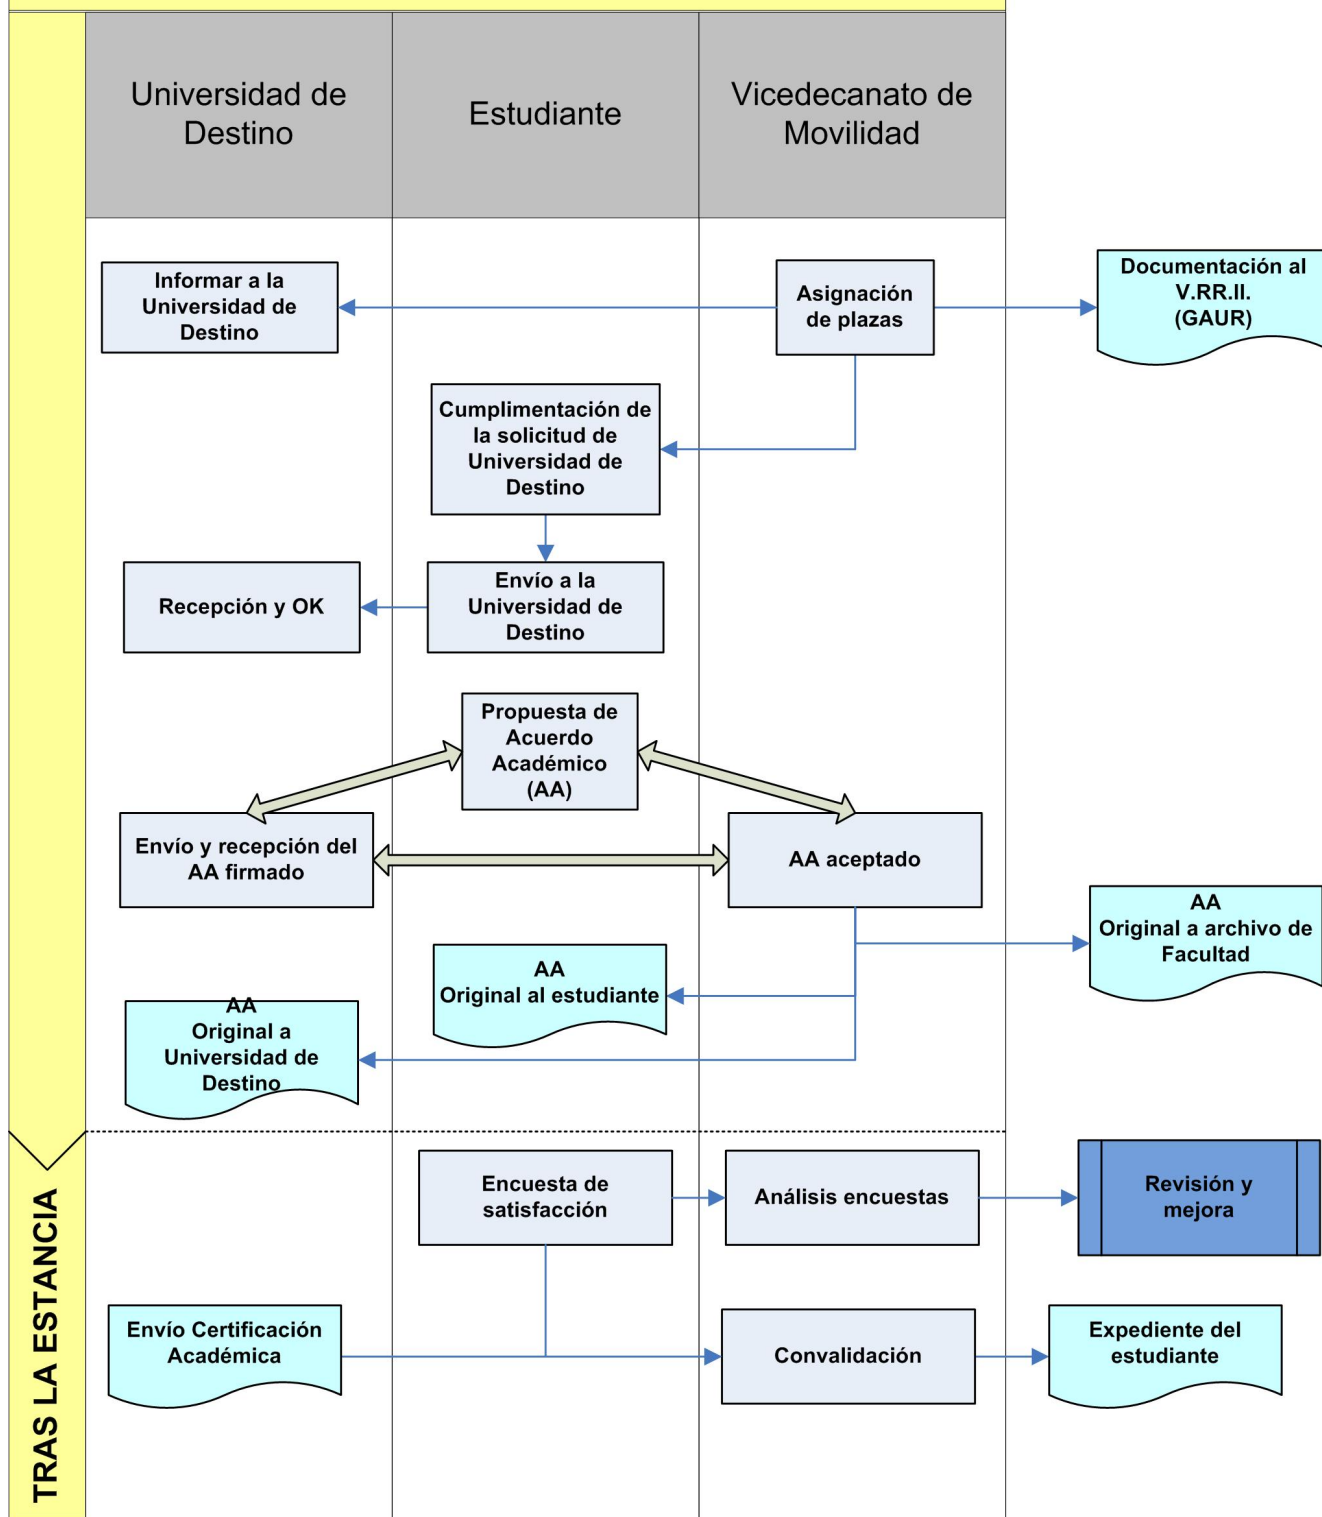 Universidad de
Destino
Estudiante
Vicedecanato de
Movilidad
Informar a la
Universidad de
Destino
Asignación
de plazas
Documentación al
V.RR.II.
(GAUR)
Cumplimentación de
la solicitud de
Universidad de
Destino
Recepción y OK
Envío a la
Universidad de
Destino
Propuesta de
Acuerdo
Académico
(AA)
Envío y recepción del
AA firmado
AA aceptado
AA
Original a archivo de
Facultad
AA
Original al estudiante
AA
Original a
Universidad de
Destino
TRAS LA ESTANCIA
Encuesta de
satisfacción
Análisis encuestas
Revisión y
mejora
Envío Certificación
Académica
Convalidación
Expediente del
estudiante